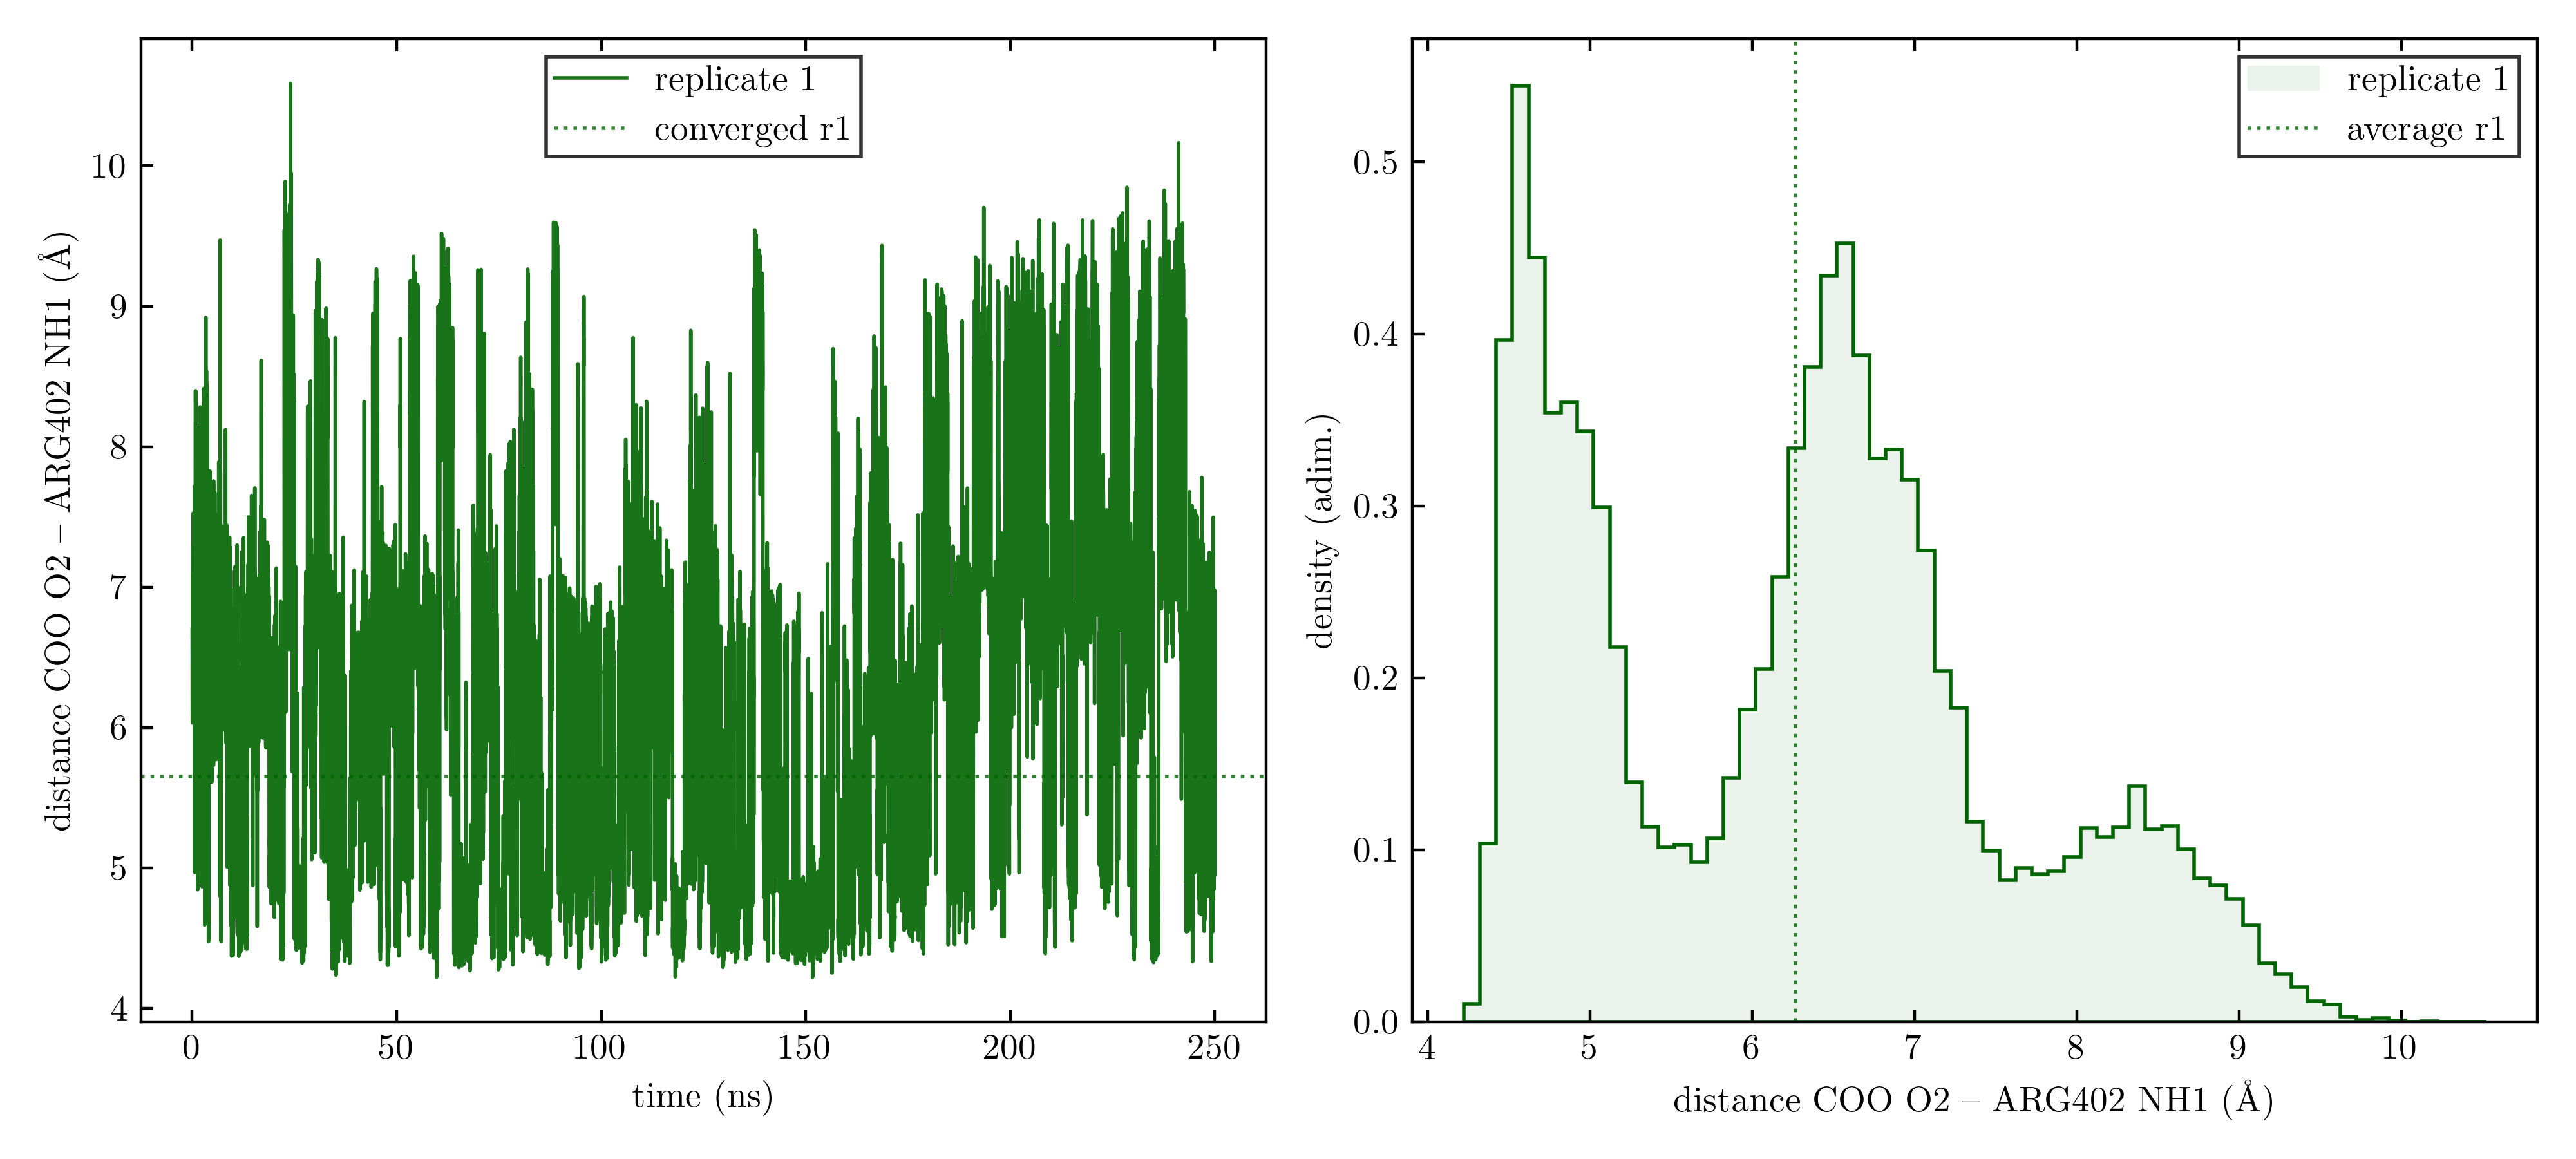 replicate 1
converged r1
10
9
8
7
6
5
4
distance COO O2 – ARG402 NH1 (Å)
0 50 100 150 200 250
time (ns)
replicate 1
average r1
0.5
0.4
0.3
0.2
0.1
0.0
density (adim.)
4 5 6 7 8 9 10
distance COO O2 – ARG402 NH1 (Å)